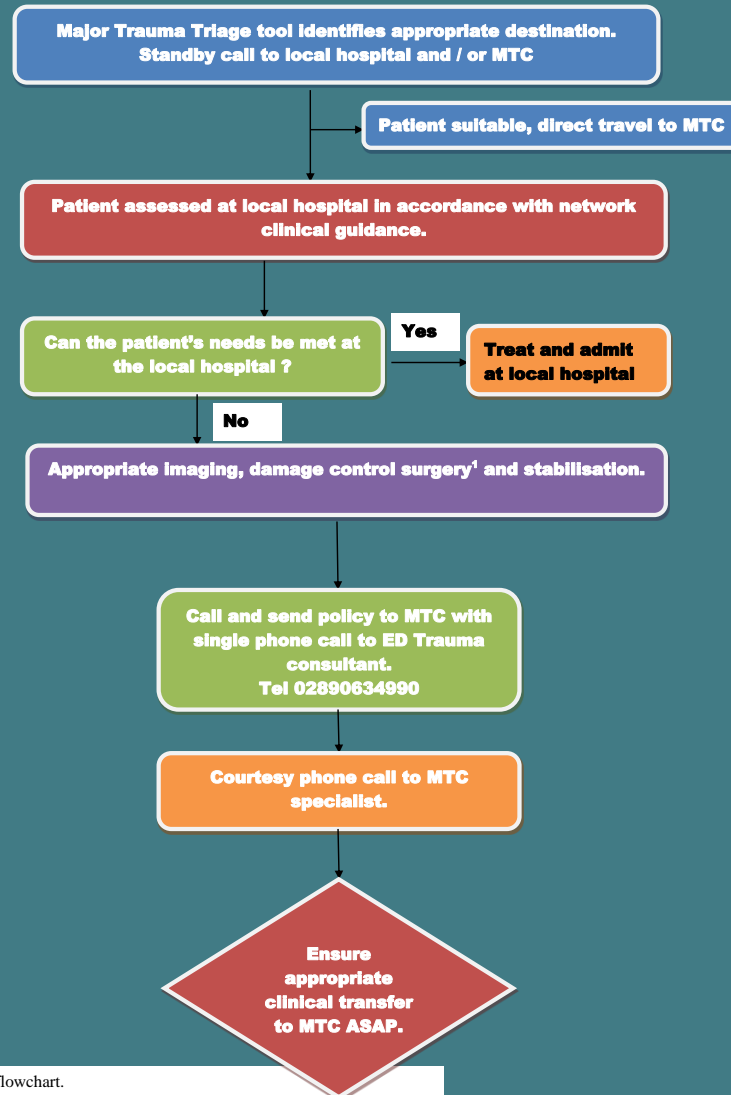 Major Trauma Triage tool identifies appropriate destination.
Standby call to local hospital and / or MTC
Patient suitable, direct travel to MTC
Patient assessed at local hospital in accordance with network
clinical guidance.
Can the patient's needs be met at
the local hospital ?
Yes
Treat and admit
at local hospital
No
Appropriate imaging, damage control surgery¹ and stabilisation.
Call and send policy to MTC with
single phone call to ED Trauma
consultant.
Tel 02890634990
Courtesy phone call to MTC
specialist.
Ensure
appropriate
clinical transfer
to MTC ASAP.
lowchart.